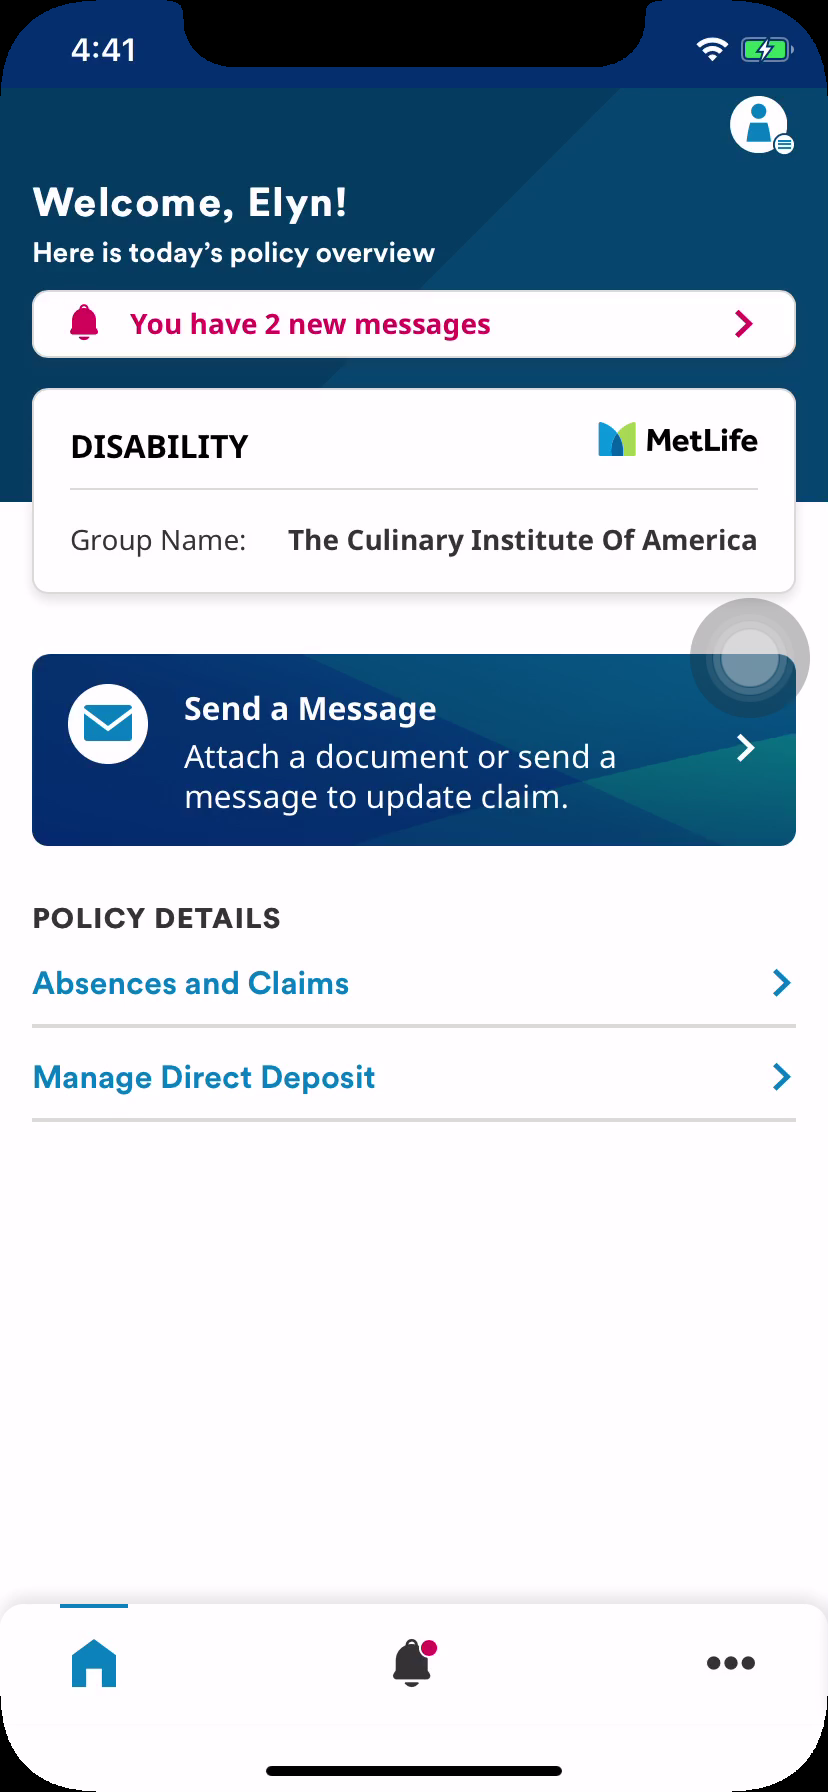 4:41
Welcome, Elyn!
Here is today’s policy overview
You have 2 new messages
DISABILITY
MetLife
Group Name: The Culinary Institute Of America
Send a Message
Attach a document or send a
message to update claim.
POLICY DETAILS
Absences and Claims
Manage Direct Deposit